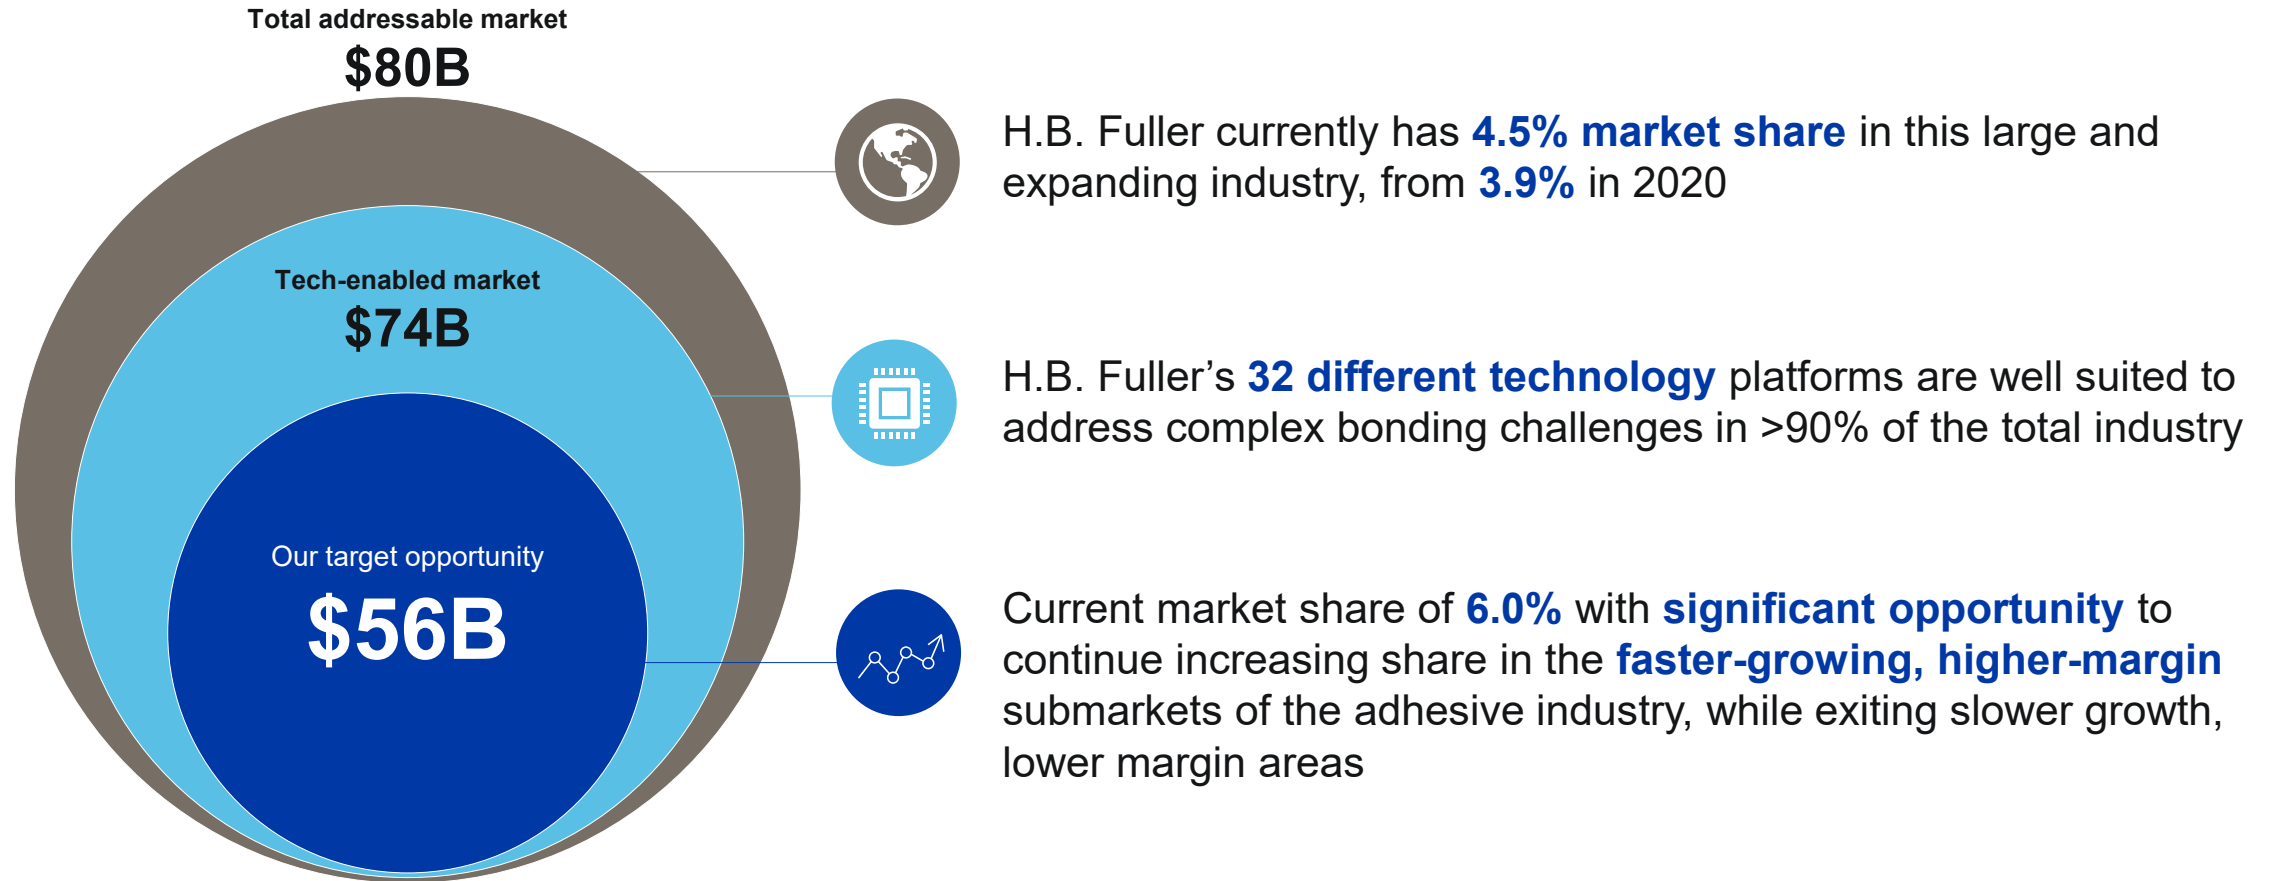 Total addressable market
$80B
Tech-enabled market
$74B
Our target opportunity
$56B
H.B. Fuller currently has 4.5% market share in this large and
expanding industry, from 3.9% in 2020
H.B. Fuller’s 32 different technology platforms are well suited to
address complex bonding challenges in >90% of the total industry
Current market share of 6.0% with significant opportunity to
continue increasing share in the faster-growing, higher-margin
submarkets of the adhesive industry, while exiting slower growth,
lower margin areas